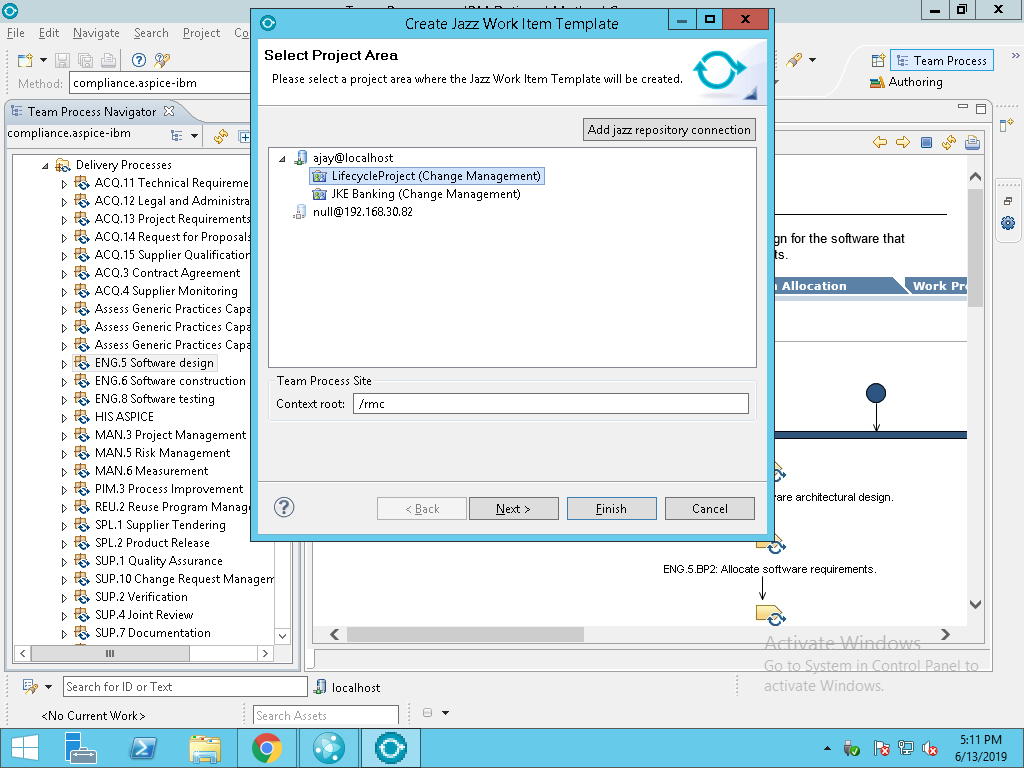 Create Jazz Work Item Template
File Edit Navigate Search Project Co
Method: compliance.aspice-ibm
Team Process
Authoring
Select Project Area
Please select a project area where the Jazz Work Item Template will be created.
Add jazz repository connection
ajay@localhost
LifecycleProject (Change Management)
JKE Banking (Change Management)
null@192.168.30.82
Team Process Site
Context root: /rmc
< Back
Next >
Finish
Cancel
Team Process Navigator
compliance.aspice-ibm
Delivery Processes
ACQ.11 Technical Requireme
ACQ.12 Legal and Administra
ACQ.13 Project Requirements
ACQ.14 Request for Proposals
ACQ.15 Supplier Qualification
ACQ.3 Contract Agreement
ACQ.4 Supplier Monitoring
Assess Generic Practices Capa
Assess Generic Practices Capa
Assess Generic Practices Capa
ENG.5 Software design
ENG.6 Software construction
ENG.8 Software testing
HIS ASPICE
MAN.3 Project Management
MAN.5 Risk Management
MAN.6 Measurement
PIM.3 Process Improvement
REU.2 Reuse Program Manag
SPL.1 Supplier Tendering
SPL.2 Product Release
SUP.1 Quality Assurance
SUP.10 Change Request Managem
SUP.2 Verification
SUP.4 Joint Review
SUP.7 Documentation
gn for the software that
ts.
Allocation
Work Pr
are architectural design.
ENG.5.BP2: Allocate software requirements.
Activate Windows
Go to System in Control Panel to
activate Windows.
Search for ID or Text
localhost
<No Current Work>
Search Assets
5:11 PM
6/13/2019